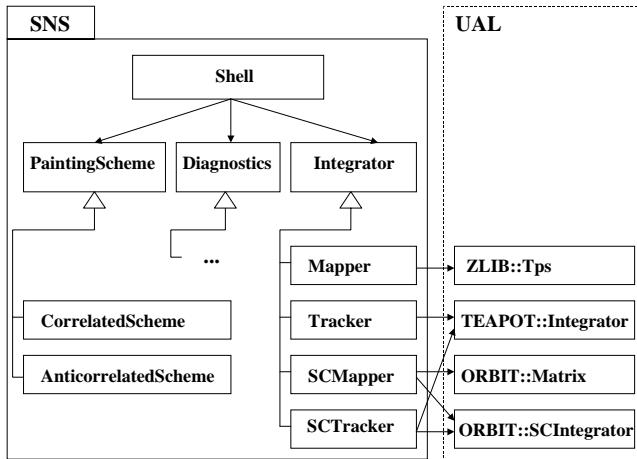 SNS
UAL
Shell
PaintingScheme
Diagnostics
Integrator
...
Mapper
ZLIB::Tps
CorrelatedScheme
Tracker
TEAPOT::Integrator
AnticorrelatedScheme
SCMapper
ORBIT::Matrix
SCTracker
ORBIT::SCIntegrator